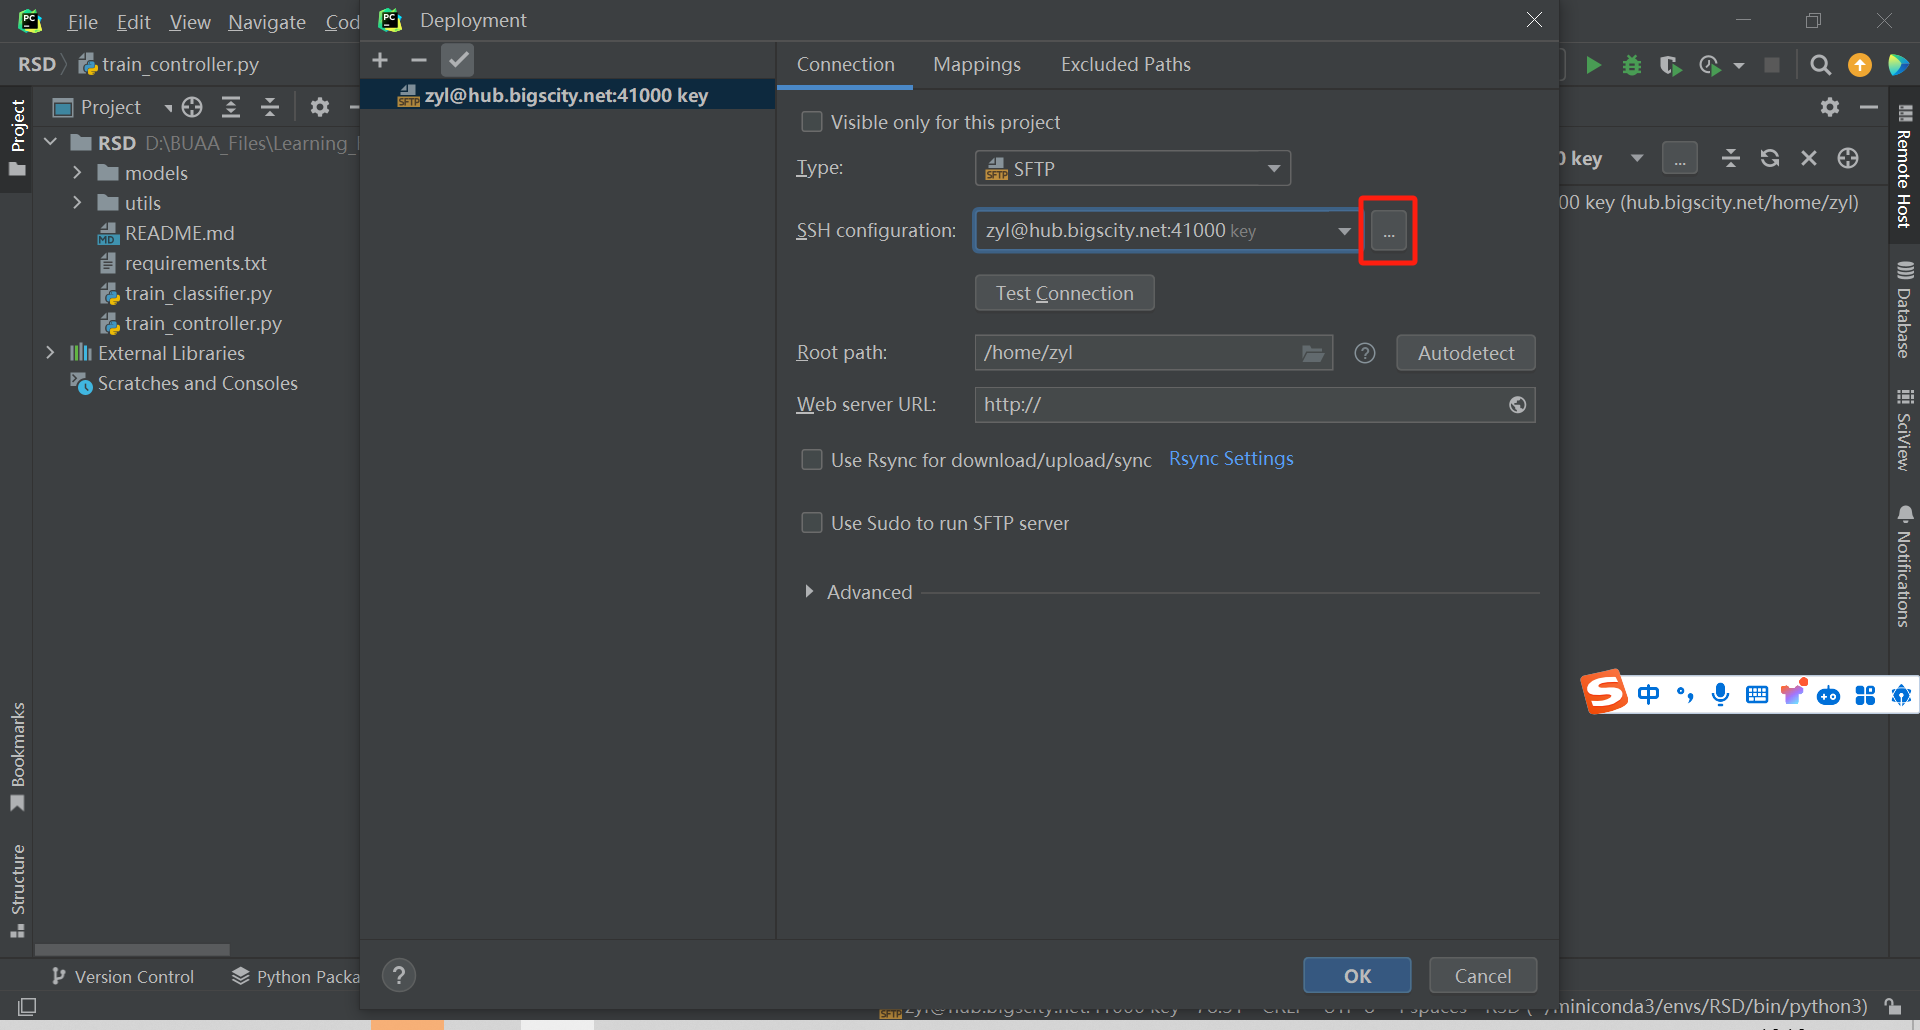 File Edit View Navigate Cod
Deployment
RSD train_controller.py
Connection Mappings Excluded Paths
Project
Project
zyl@hub.bigscity.net:41000 key
RSD D:\BUAA_Files\Learning_
models
utils
README.md
requirements.txt
train_classifier.py
train_controller.py
External Libraries
Scratches and Consoles
Visible only for this project
Type: SFTP
SSH configuration: zyl@hub.bigscity.net:41000 key ...
Test Connection
Root path: /home/zyl Autodetect
Web server URL: http://
Use Rsync for download/upload/sync Rsync Settings
Use Sudo to run SFTP server
Advanced
0 key ...
00 key (hub.bigscity.net/home/zyl)
Remote Host
Database
SciView
Notifications
中
Bookmarks
Structure
Version Control Python Packa
? OK Cancel
miniconda3/envs/RSD/bin/python3)